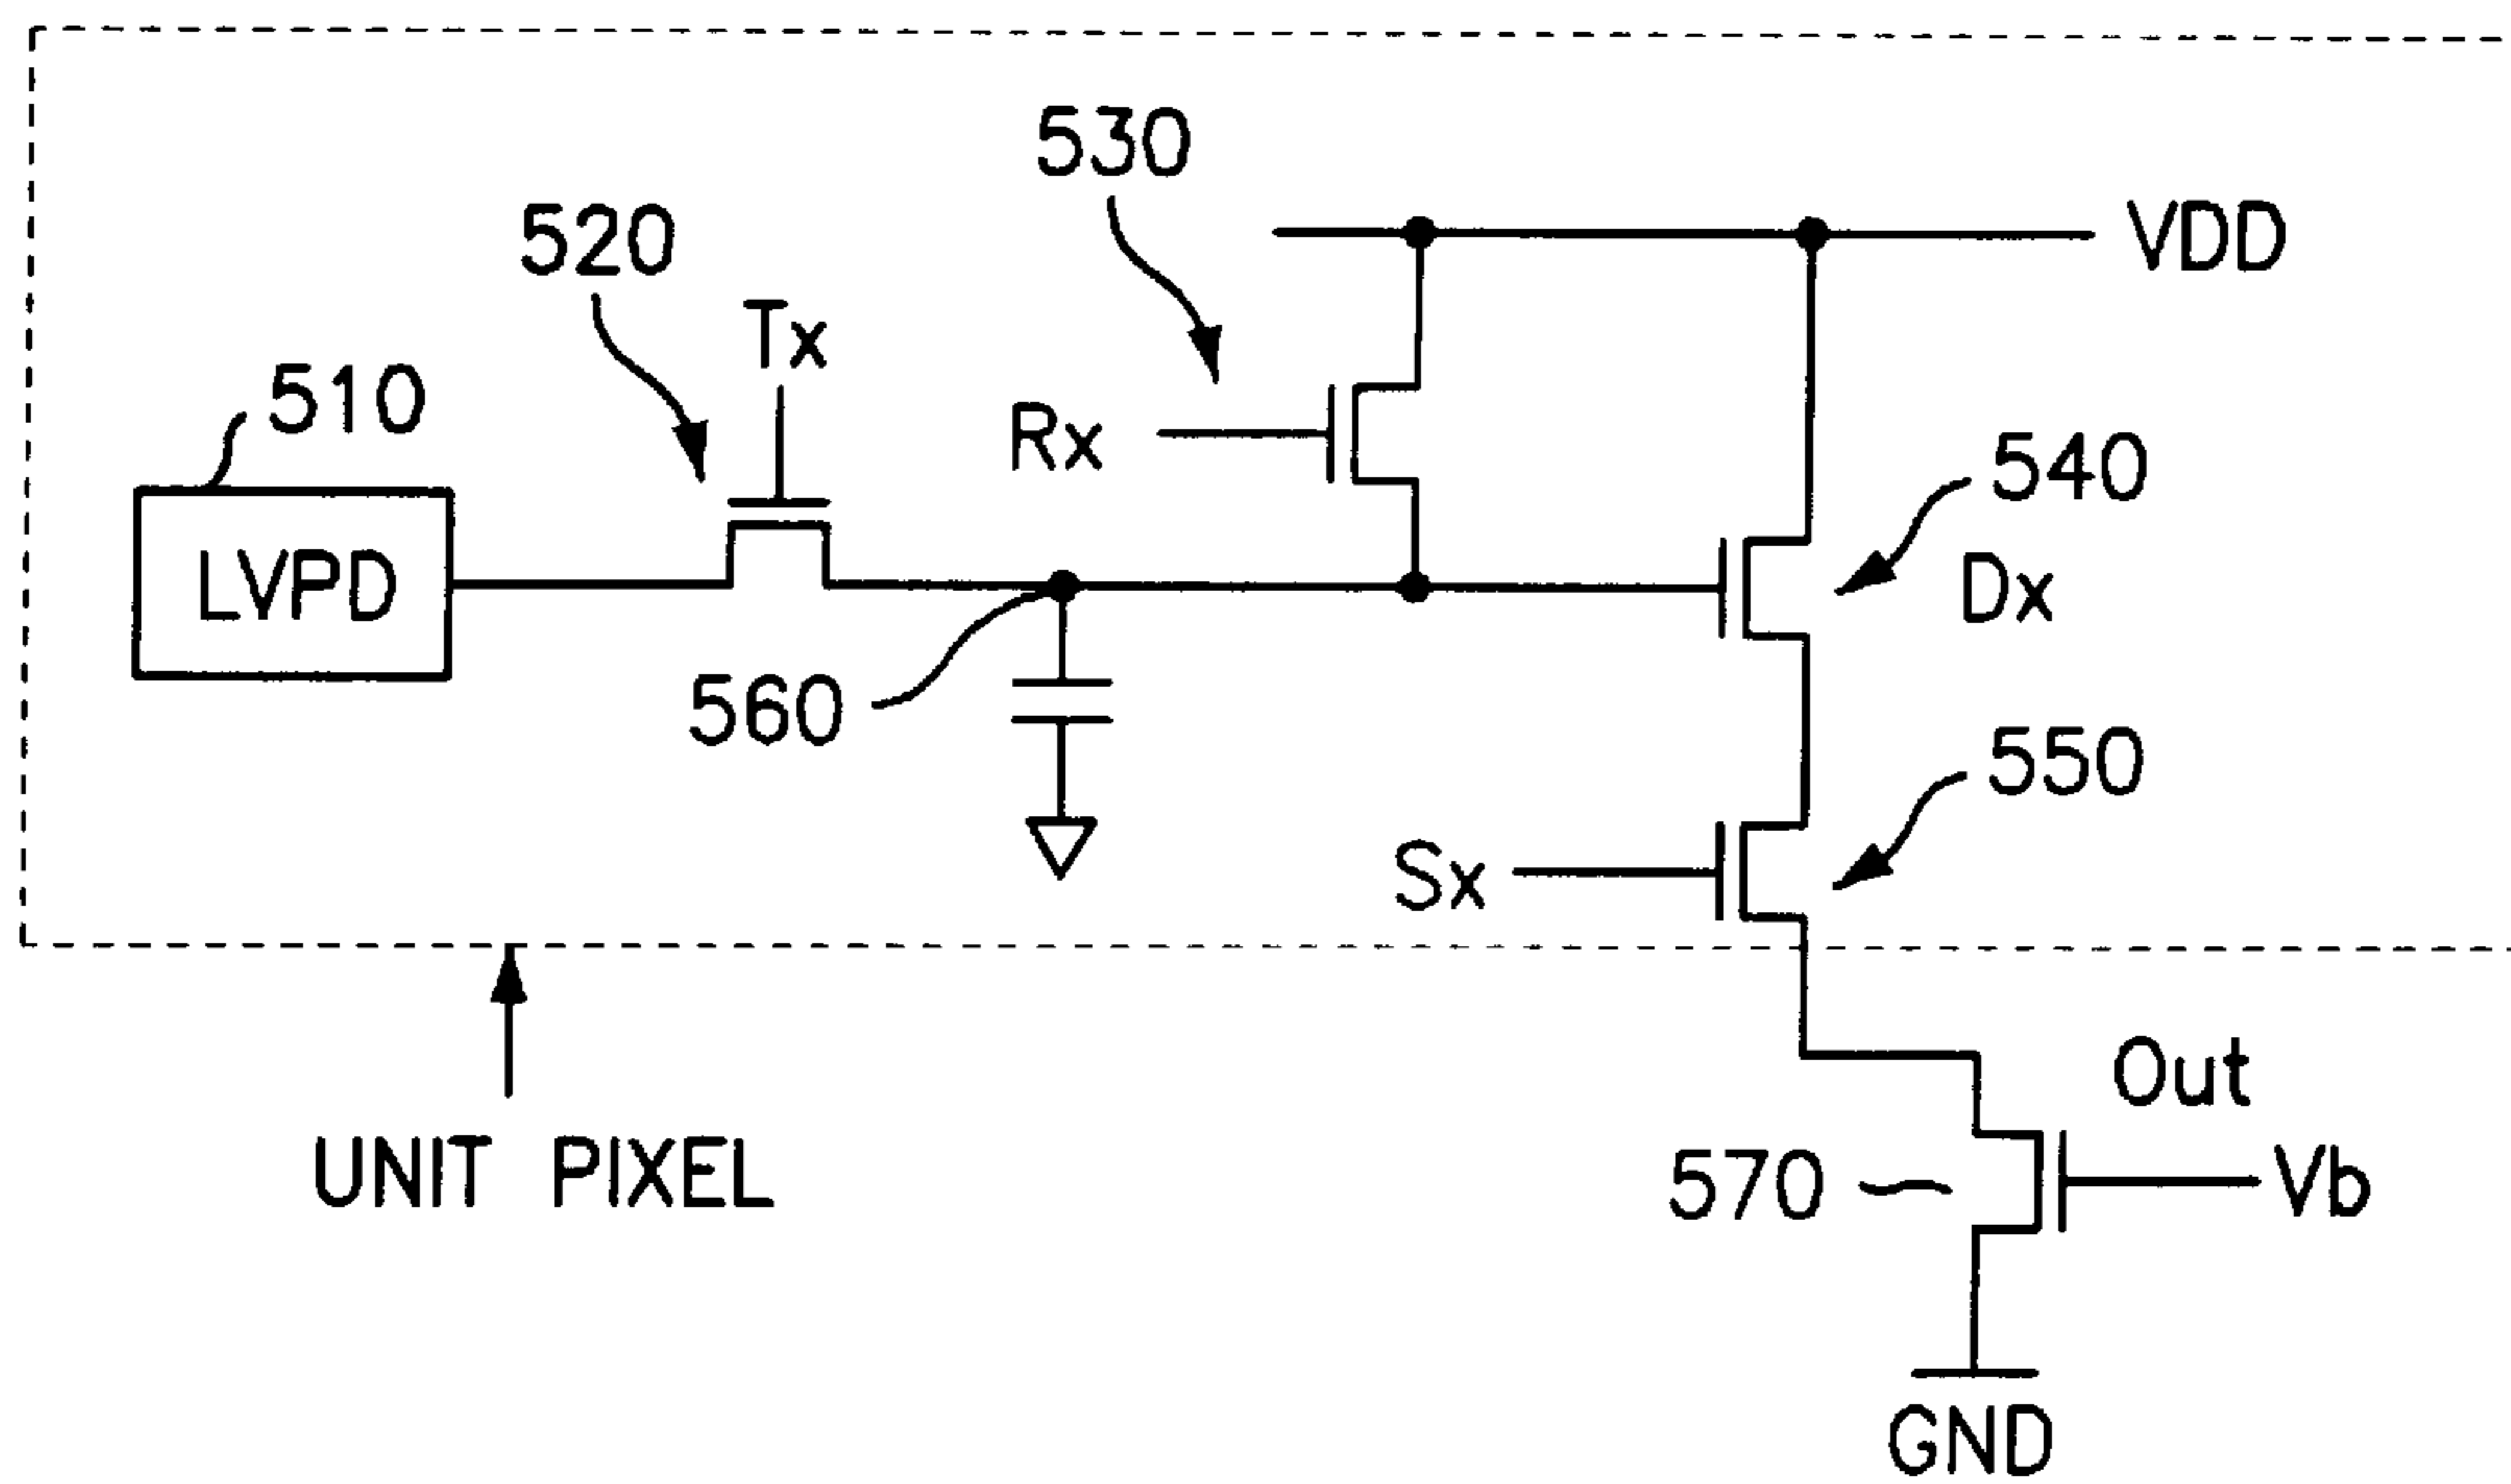 530
520
VDD
Tx
510
Rx
540
LVPD
Dx
560
550
Sx
Out
UNIT PIXEL
570
Vb
GND